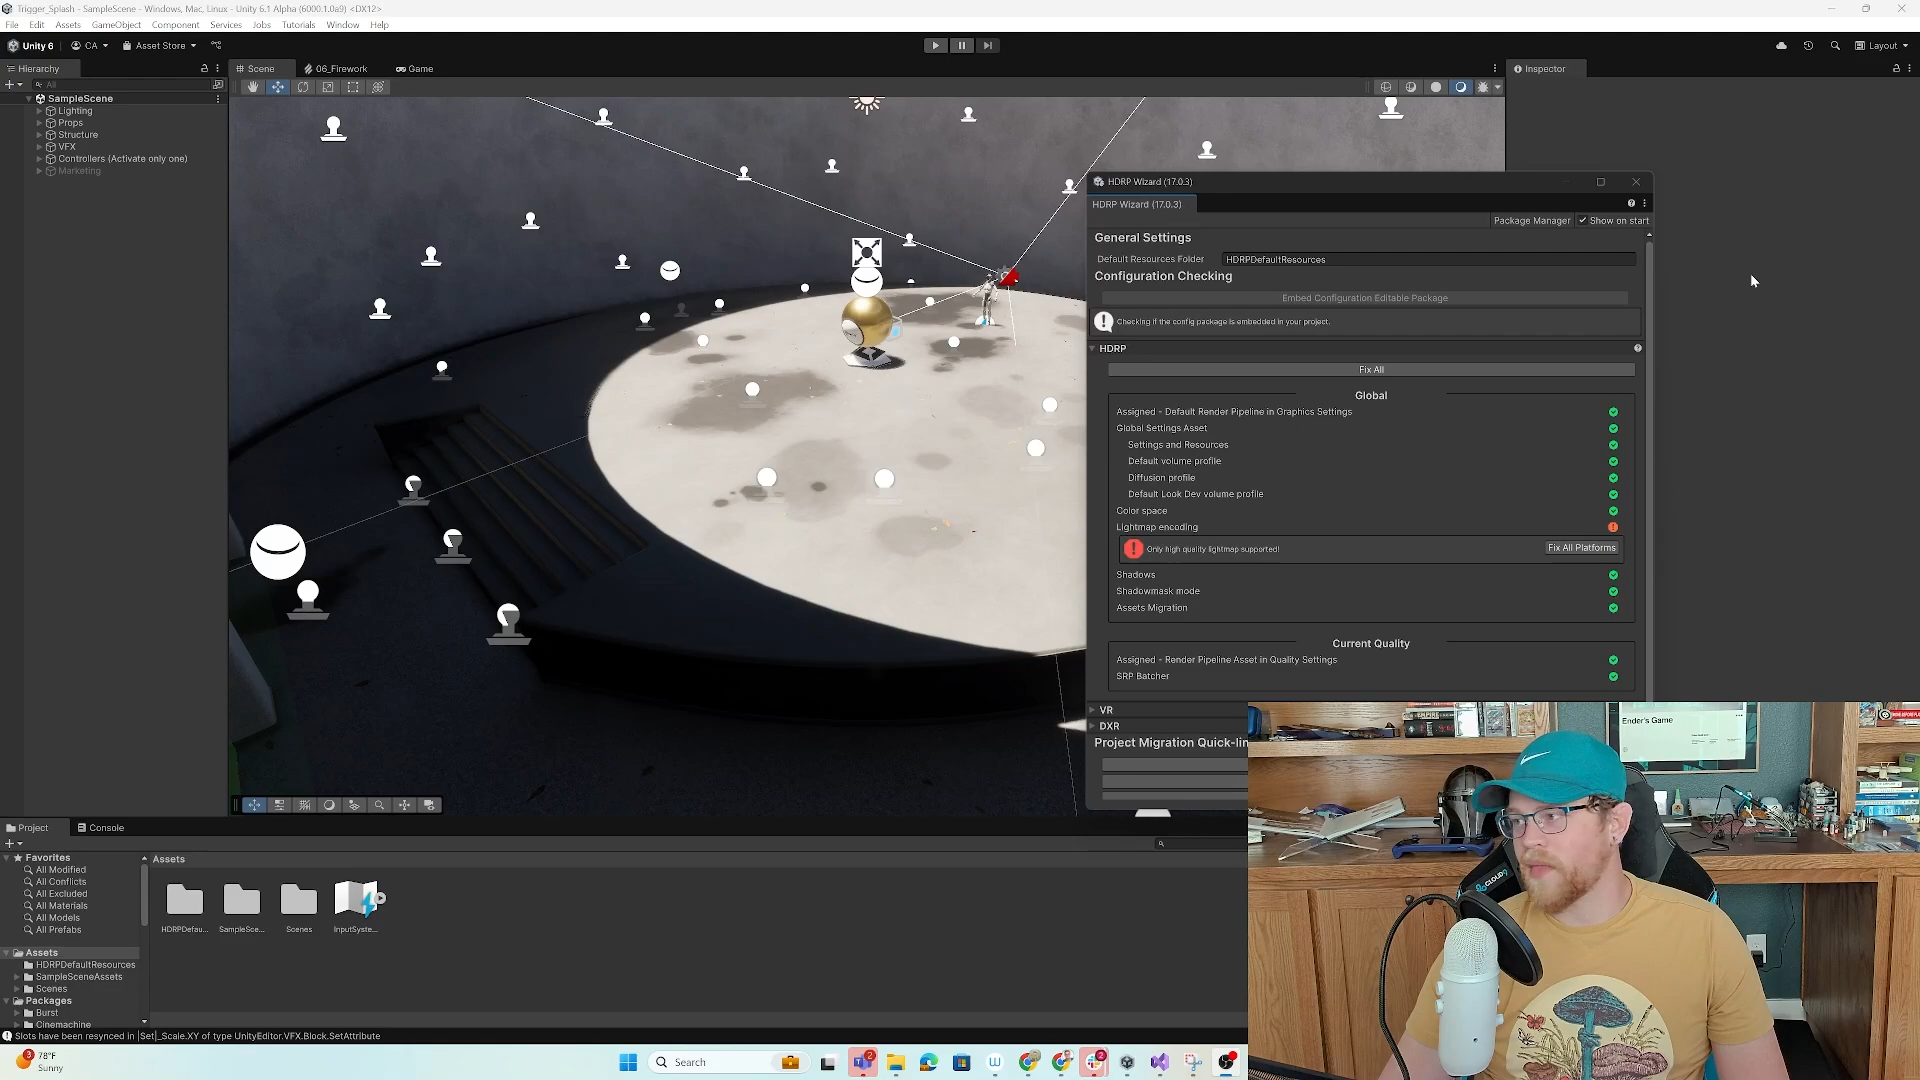 Trigger_Splash - SampleScene - Windows, Mac, Linux - Unity 6.1 Alpha (6000.1.0a9) <DX12>
File Edit Assets GameObject Component Services Jobs Tutorials Window Help
Unity 6 CA Asset Store Layout
Hierarchy
All
SampleScene
Lighting
Props
Structure
VFX
Controllers (Activate only one)
Marketing
Scene 06_Firework Game
Inspector
HDRP Wizard (17.0.3)
HDRP Wizard (17.0.3)
Package Manager Show on start
General Settings
Default Resources Folder HDRPDefaultResources
Configuration Checking
Embed Configuration Editable Package
Checking if the config package is embedded in your project.
HDRP
Fix All
Global
Assigned - Default Render Pipeline in Graphics Settings
Global Settings Asset
Settings and Resources
Default volume profile
Diffusion profile
Default Look Dev volume profile
Color space
Lightmap encoding
Only high quality lightmap supported! Fix All Platforms
Shadows
Shadowmask mode
Assets Migration
Current Quality
Assigned - Render Pipeline Asset in Quality Settings
SRP Batcher
VR
DXR
Project Migration Quick-lin
Ender's Game
EMPIRE
CLOUD9
Project Console
Favorites
All Modified
All Conflicts
All Excluded
All Materials
All Models
All Prefabs
Assets
HDRPDefaultResources
SampleSceneAssets
Scenes
Packages
Burst
Cinemachine
Assets
HDRPDefau... SampleSce... Scenes InputSyste...
Slots have been resynced in |Set|_Scale.XY of type UnityEditor.VFX.Block.SetAttribute
3 78°F
Sunny
Search
2
2